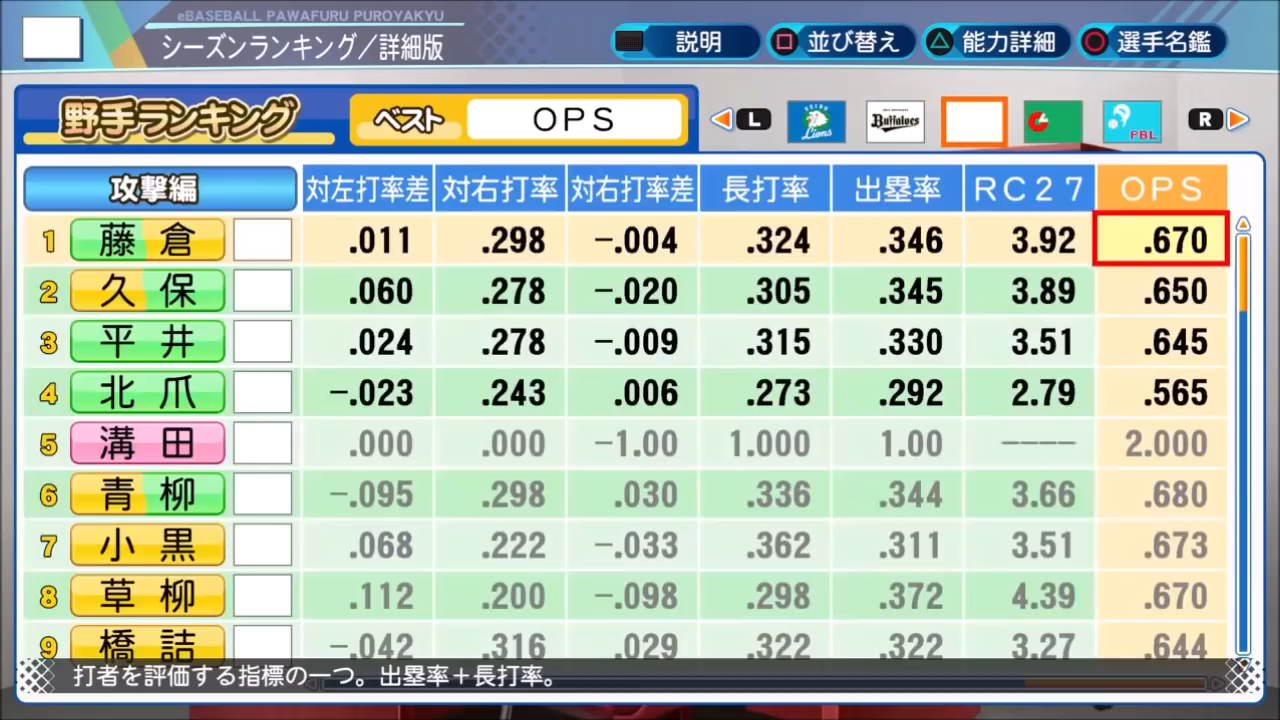 eBASEBALL PAWAFURU PUROYAKYU
シーズンランキング/詳細版
説明 並び替え 能力詳細 選手名鑑
野手ランキング ベスト OPS L Lions Buffaloes PBL R
攻撃編 対左打率差 対右打率 対右打率差 長打率 出塁率 RC27 OPS
1 藤倉 .011 .298 -.004 .324 .346 3.92 .670
2 久保 .060 .278 -.020 .305 .345 3.89 .650
3 平井 .024 .278 -.009 .315 .330 3.51 .645
4 北爪 -.023 .243 .006 .273 .292 2.79 .565
5 溝田 .000 .000 -1.00 1.000 1.00 ---- 2.000
6 青柳 -.095 .298 .030 .336 .344 3.66 .680
7 小黒 .068 .222 -.033 .362 .311 3.51 .673
8 草柳 .112 .200 -.098 .298 .372 4.39 .670
9 橋詰 -.042 .316 .029 .322 .322 3.27 .644
打者を評価する指標の一つ。出塁率+長打率。